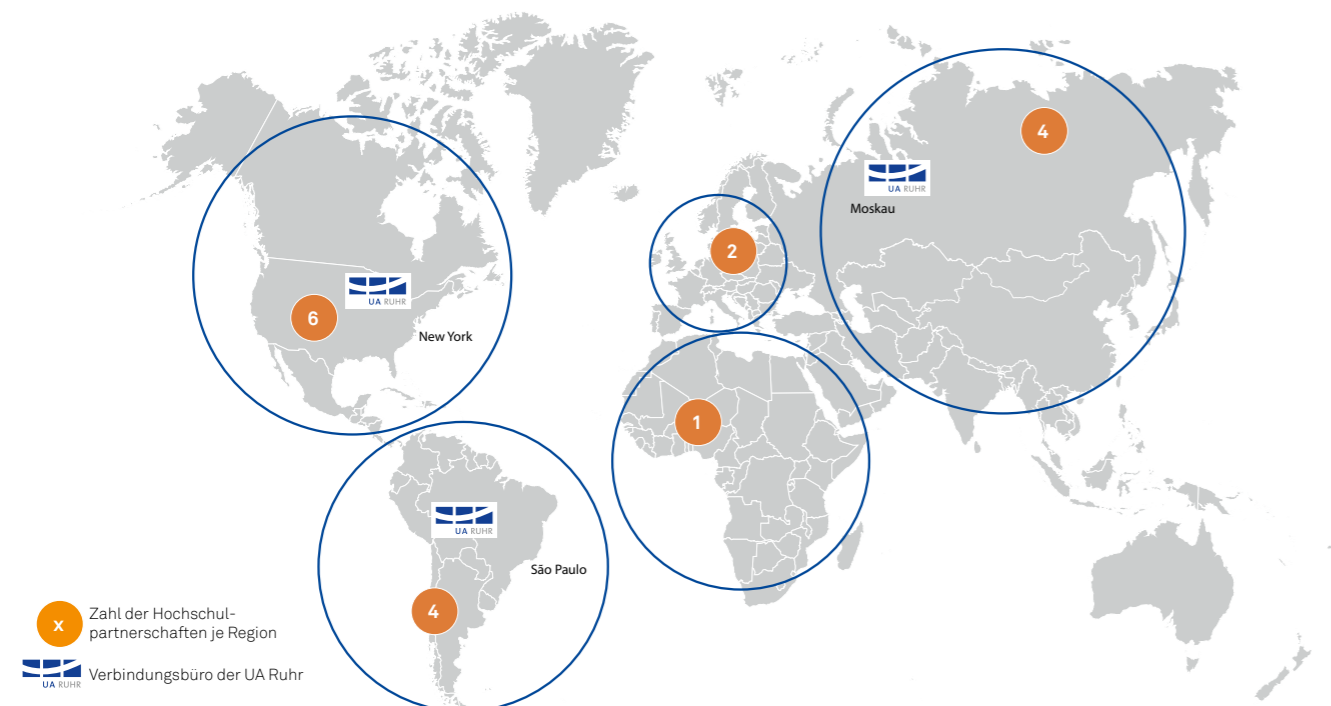 4
UA RUHR
Moskau
2
UA RUHR
6
New York
1
UA RUHR
São Paulo
4
x
Zahl der Hochschul-
partnerschaften je Region
UA RUHR
Verbindungsbüro der UA Ruhr